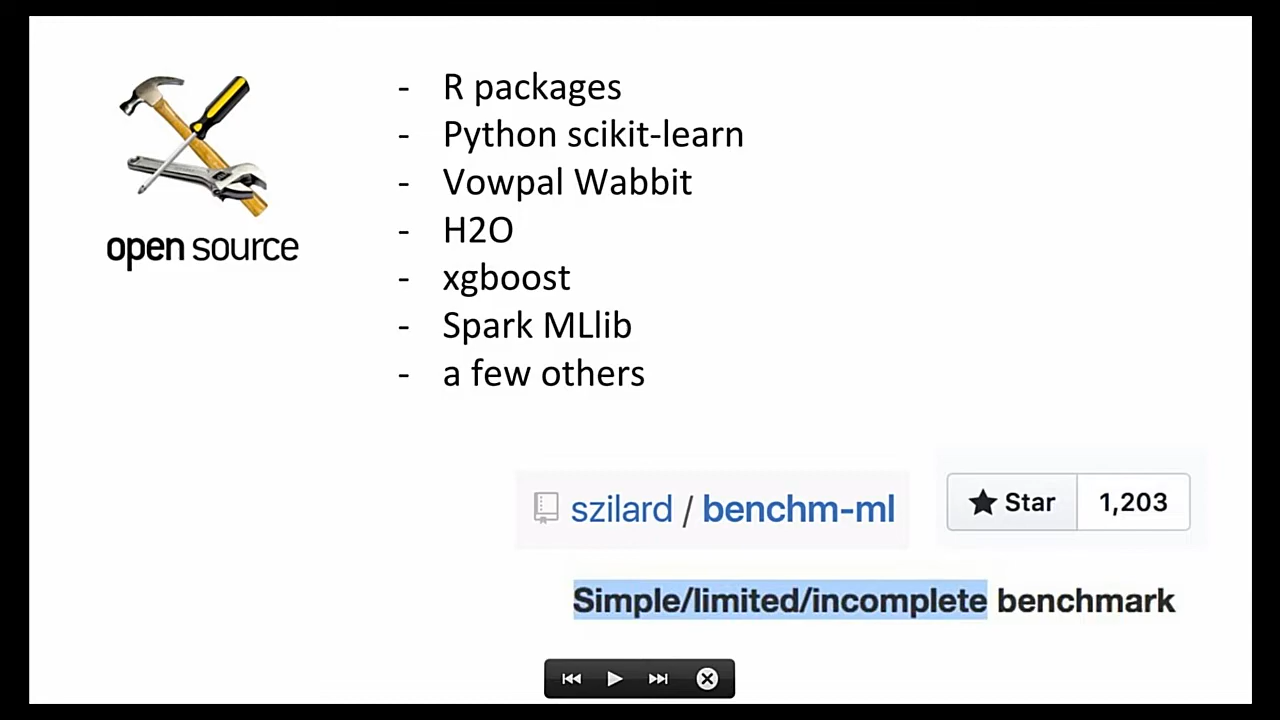 open source
- R packages
- Python scikit-learn
- Vowpal Wabbit
- H2O
- xgboost
- Spark MLlib
- a few others
szilard / benchm-ml
Star 1,203
Simple/limited/incomplete benchmark